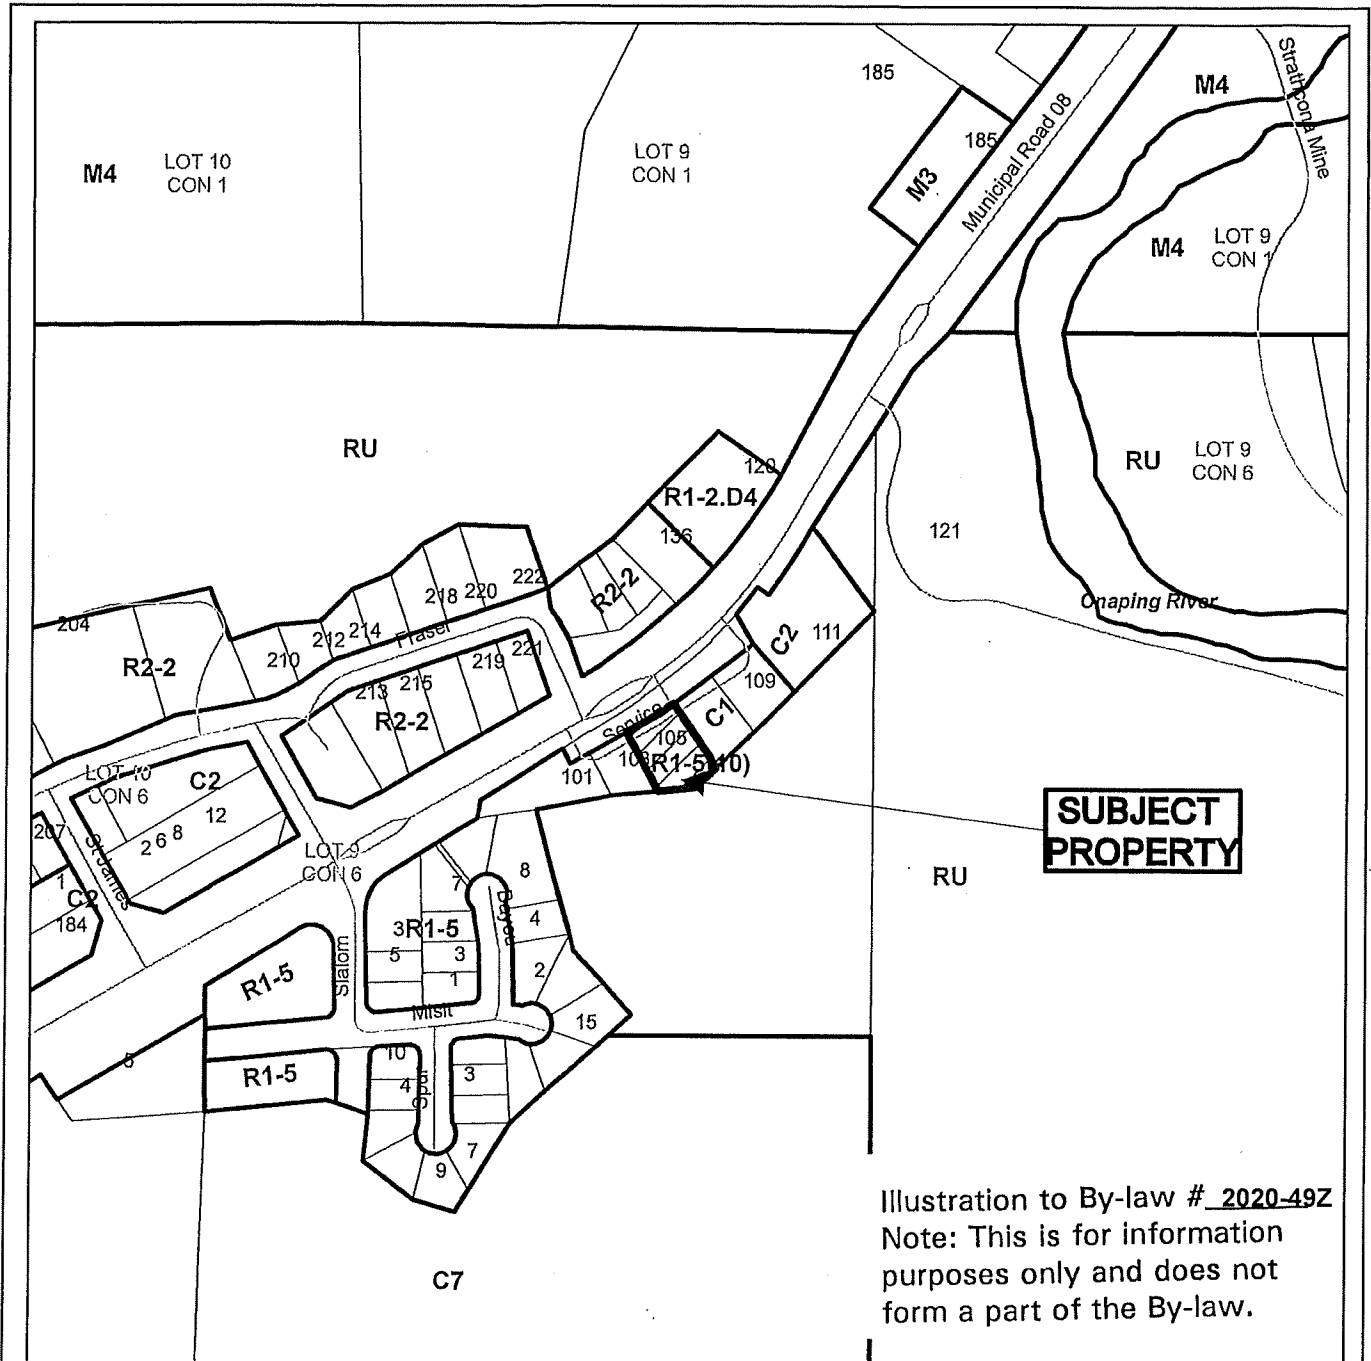 185
M4
Strathcona Mine
M4
LOT 10
CON 1
LOT 9
CON 1
185
M3
Municipal Road 08
M4
LOT 9
CON 1
RU
120
R1-2.D4
136
RU
LOT 9
CON 6
121
Onaping River
222
220
218
R2-2
204
214
212
Fraser
210
R2-2
221
219
215
213
R2-2
C2
111
109
C1
Service
105
103
R1-5(10)
101
LOT 10
CON 6
C2
12
8
6
2
207
St James
1
C2
184
LOT 9
CON 6
SUBJECT
PROPERTY
RU
7
8
4
3
R1-5
5
3
1
2
Slalom
R1-5
Misit
15
6
10
R1-5
4
3
7
9
C7
Illustration to By-law # 2020-49Z
Note: This is for information
purposes only and does not
form a part of the By-law.